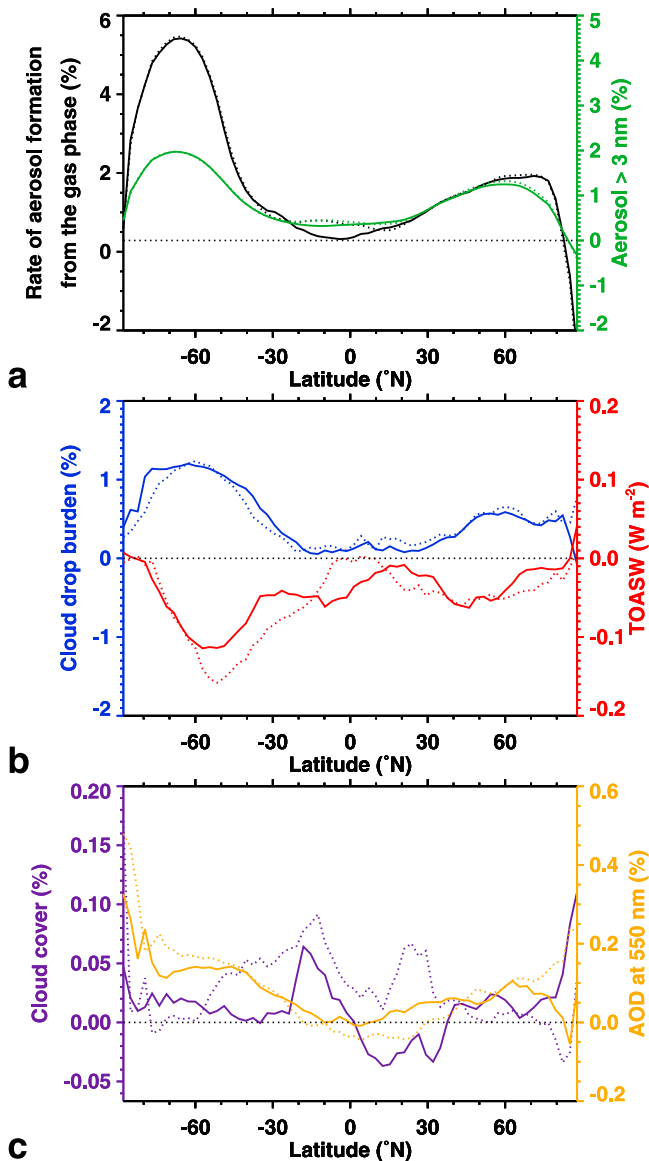 Rate of aerosol formation
from the gas phase (%)
6
4
2
0
-2
5
4
3
2
1
0
-1
-2
Aerosol > 3 nm (%)
-60 -30 0 30 60
Latitude (˚N)
a
Cloud drop burden (%)
2
1
0
-1
-2
0.2
0.1
0.0
-0.1
-0.2
TOASW (W m-2)
-60 -30 0 30 60
Latitude (˚N)
b
Cloud cover (%)
0.20
0.15
0.10
0.05
0.00
-0.05
0.6
0.4
0.2
0.0
-0.2
AOD at 550 nm (%)
-60 -30 0 30 60
Latitude (˚N)
c